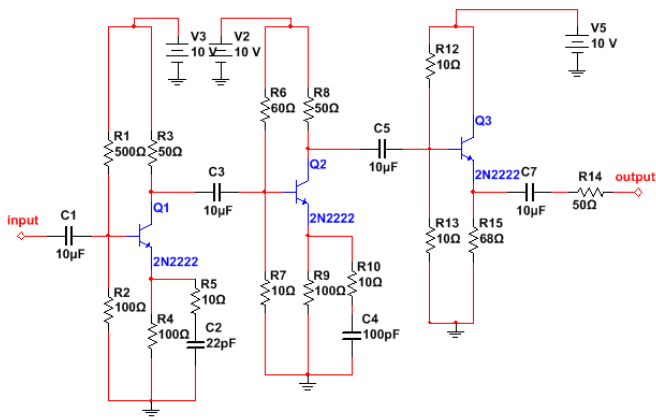 V3
10 V
V2
10 V
V5
10 V
R12
10Ω
R6
60Ω
R8
50Ω
C5
10µF
Q3
2N2222
R1
500Ω
R3
50Ω
C3
10µF
Q2
2N2222
C7
10µF
R14
50Ω
output
input
C1
10µF
Q1
2N2222
R13
10Ω
R15
68Ω
R2
100Ω
R4
100Ω
R5
10Ω
C2
22pF
R7
10Ω
R9
100Ω
R10
10Ω
C4
100pF